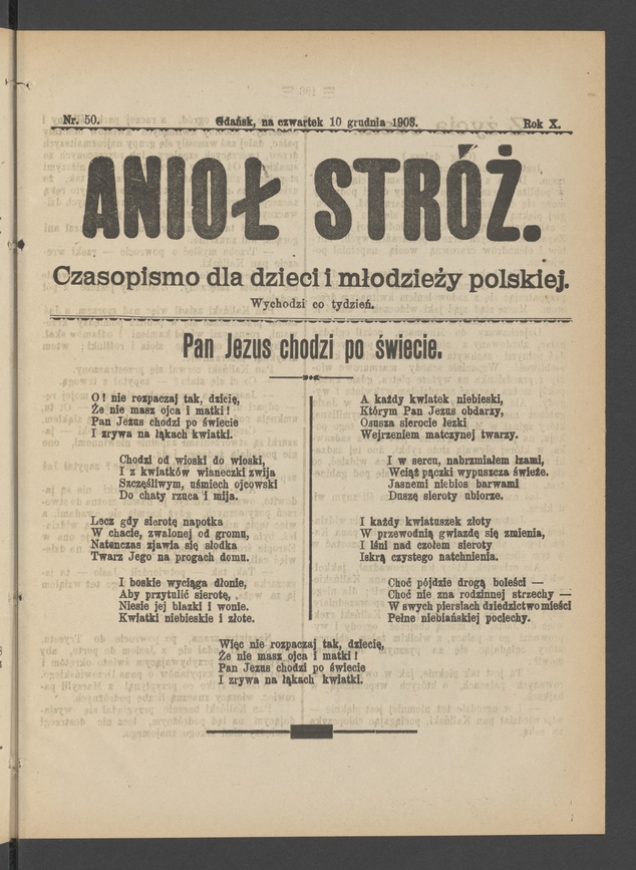 Nr. 50.
Gdańsk, na czwartek 10 grudnia 1903.
Rok X.
ANIOŁ STRÓŻ.
Czasopismo dla dzieci i młodzieży polskiej.
Wychodzi co tydzień.
Pan Jezus chodzi po świecie.
O! nie rozpaczaj tak, dzicię,
Że nie masz ojca i matki!
Pan Jezus chodzi po świecie
I zrywa na łąkach kwiatki.
Chodzi od wioski do wioski,
I z kwiatków wianeczki zwija
Szczęśliwym, uśmiech ojcowski
Do chaty rzuca i mija.
Lecz gdy sierotę napotka
W chacie, zwalonej od gromu,
Natenczas zjawia się słodka
Twarz Jego na progach domu.
I boskie wyciąga dłonie,
Aby przytulić sierotę,
Niesie jej blazki i wonie.
Kwiatki niebieskie i złote.
A każdy kwiatek niebieski,
Którym Pan Jezus obdarzy,
Osusza sierocie łezki
Wejrzeniem matczynej twarzy.
I w sercu, nabrzmiałem łzami,
Wciąż pączki wypuszcza świeże.
Jasnemi niebios barwami
Duszę sieroty ubiorze.
I każdy kwiatuszek złoty
W przewodnią gwiazdę się zmienia,
I lśni nad czołem sieroty
Iskrą czystego natchnienia.
Choć pójdzie drogą boleści —
Choć nie zna rodzinnej strzechy —
W swych piersiach dziedzictwo mieści
Pełne niebiańskiej pociechy.
Więc nie rozpaczaj tak, dziecię,
Że nie masz ojca i matki!
Pan Jezus chodzi po świecie
I zrywa na łąkach kwiatki.